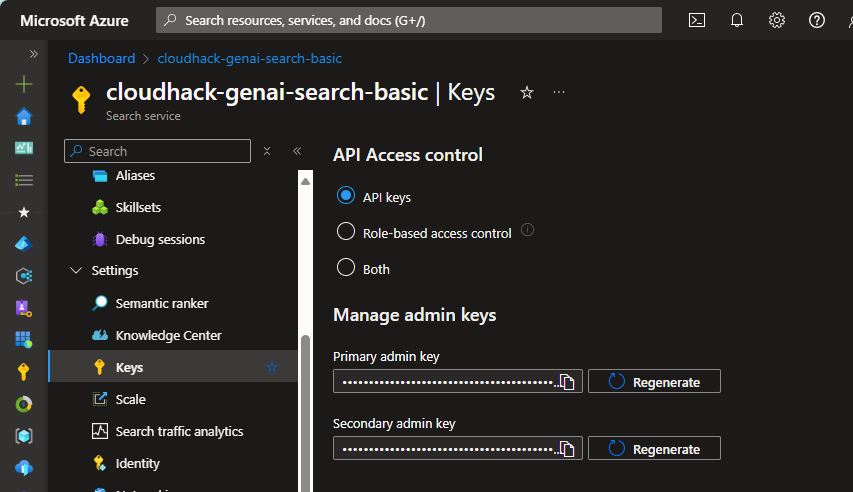 Microsoft Azure
Search resources, services, and docs (G+/)
Dashboard > cloudhack-genai-search-basic
cloudhack-genai-search-basic | Keys
Search service
Search
Aliases
Skillsets
Debug sessions
Settings
Semantic ranker
Knowledge Center
Keys
Scale
Search traffic analytics
Identity
API Access control
API keys
Role-based access control
Both
Manage admin keys
Primary admin key
Regenerate
Secondary admin key
Regenerate